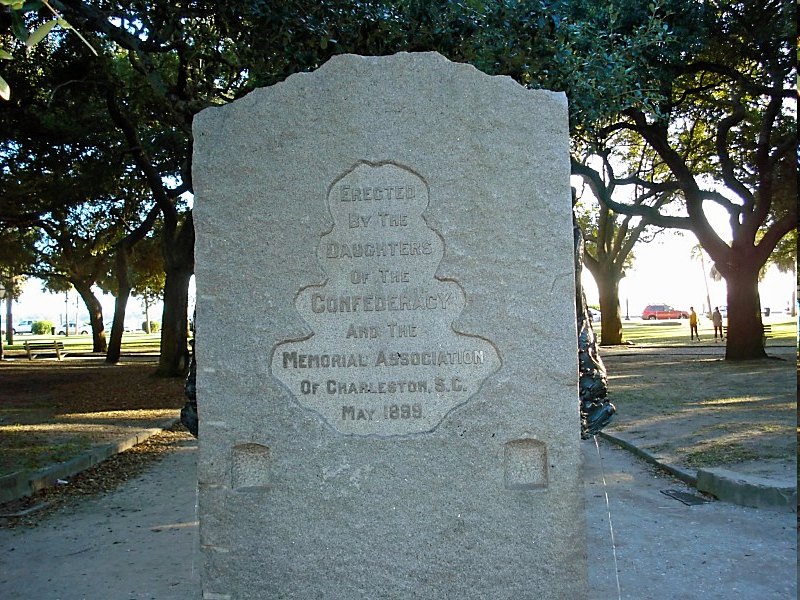 ERECTED
BY THE
DAUGHTERS
OF THE
CONFEDERACY
AND THE
MEMORIAL ASSOCIATION
OF CHARLESTON, S.C.
MAY 1899